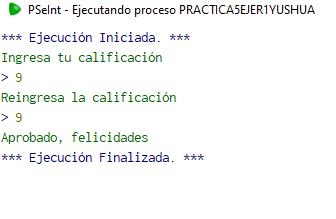 PSeInt - Ejecutando proceso PRACTICA5EJER1YUSHUA
*** Ejecución Iniciada. ***
Ingresa tu calificación
> 9
Reingresa la calificación
> 9
Aprobado, felicidades
*** Ejecución Finalizada. ***